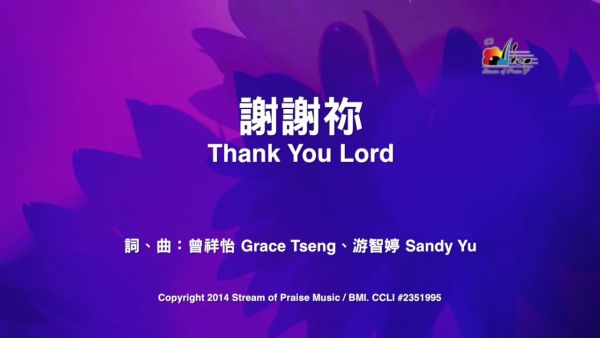 Stream of Praise
謝謝祢
Thank You Lord
詞、曲：曾祥怡 Grace Tseng、游智婷 Sandy Yu
Copyright 2014 Stream of Praise Music / BMI. CCLI #2351995